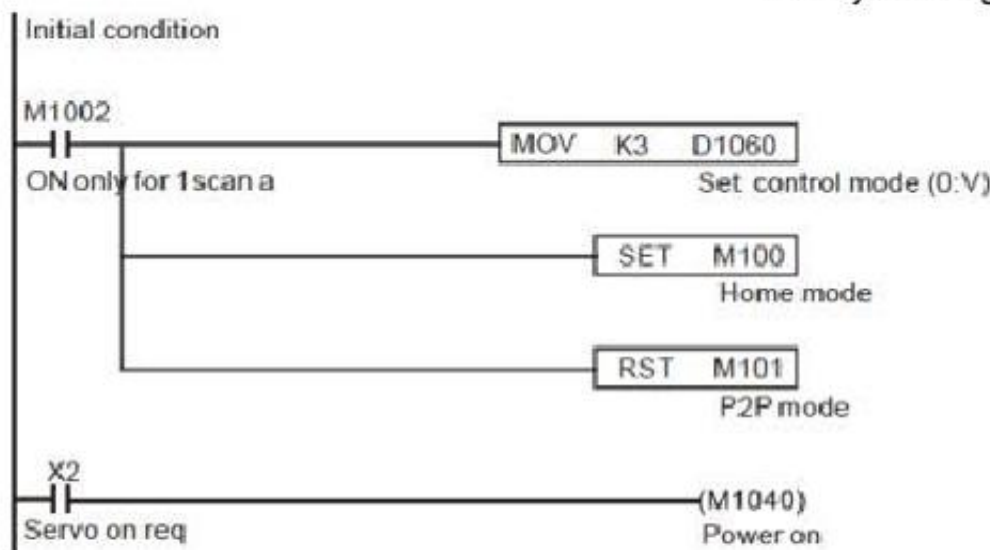 Initial condition
M1002
MOV K3 D1060
ON only for 1scan a
Set control mode (0:V)
SET M100
Home mode
RST M101
P2P mode
X2
(M1040)
Servo on req
Power on